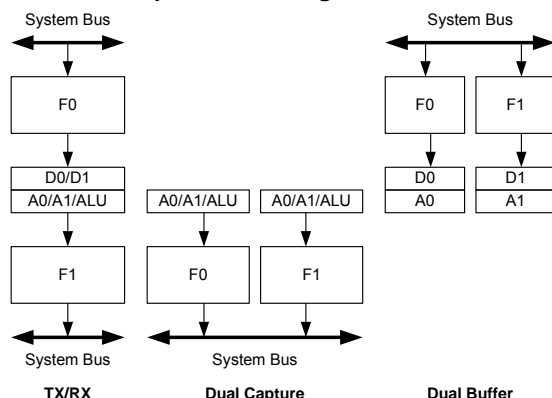 System Bus
System Bus
F0
F0
F1
D0/D1
D0
D1
A0/A1/ALU
A0/A1/ALU
A0/A1/ALU
A0
A1
F1
F0
F1
System Bus
System Bus
TX/RX
Dual Capture
Dual Buffer